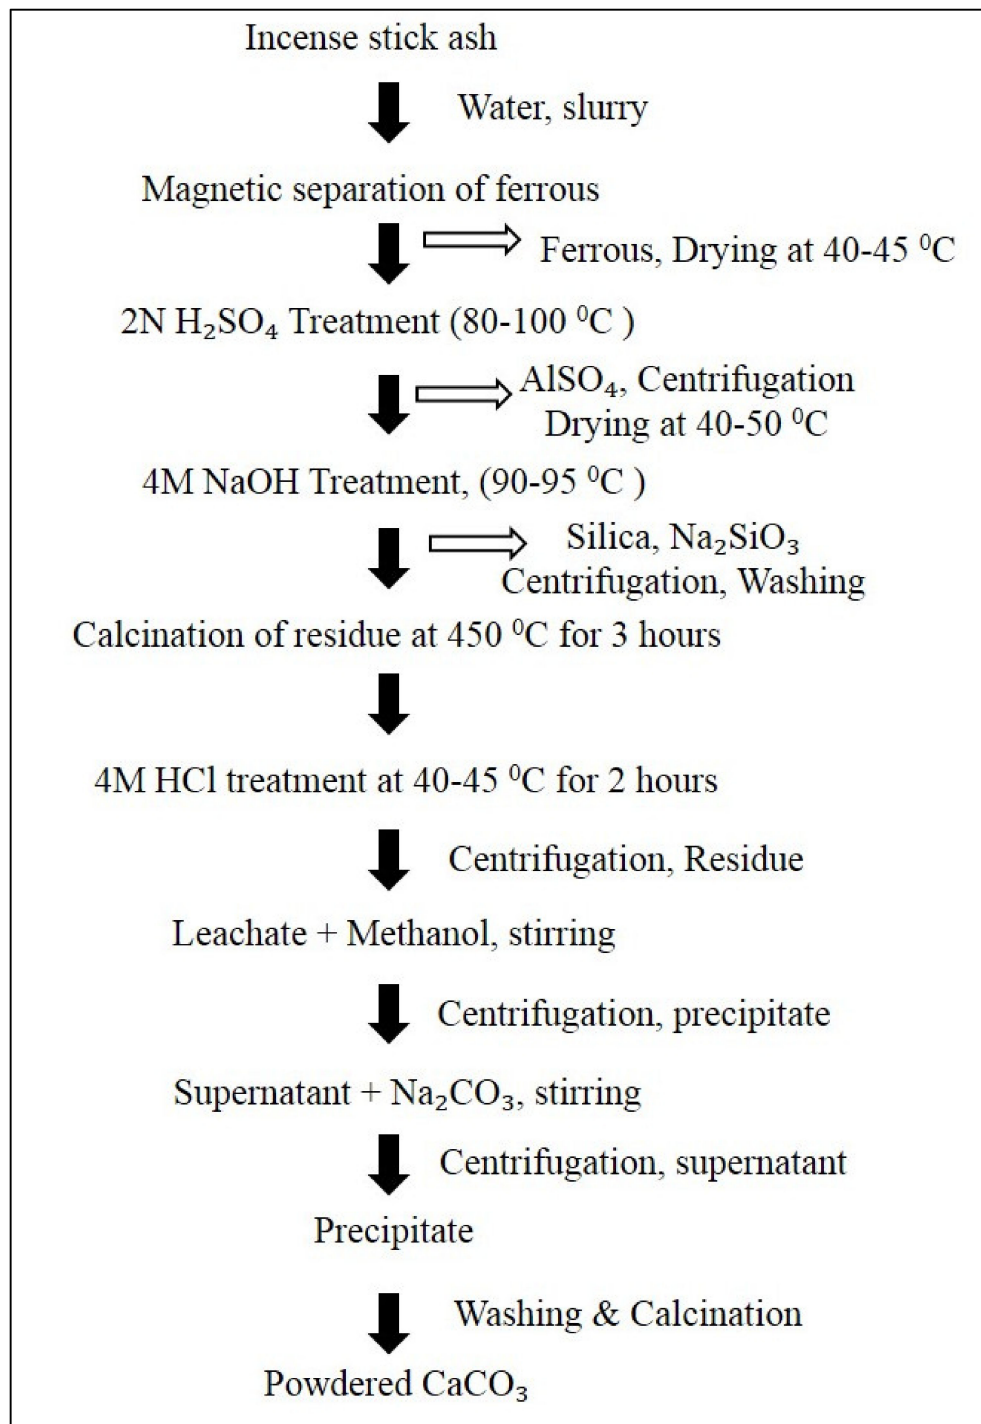 Incense stick ash
Water, slurry
Magnetic separation of ferrous
Ferrous, Drying at 40-45 ⁰C
2N H₂SO₄ Treatment (80-100 ⁰C )
AlSO₄, Centrifugation
Drying at 40-50 ⁰C
4M NaOH Treatment, (90-95 ⁰C )
Silica, Na₂SiO₃
Centrifugation, Washing
Calcination of residue at 450 ⁰C for 3 hours
4M HCl treatment at 40-45 ⁰C for 2 hours
Centrifugation, Residue
Leachate + Methanol, stirring
Centrifugation, precipitate
Supernatant + Na₂CO₃, stirring
Centrifugation, supernatant
Precipitate
Washing & Calcination
Powdered CaCO₃